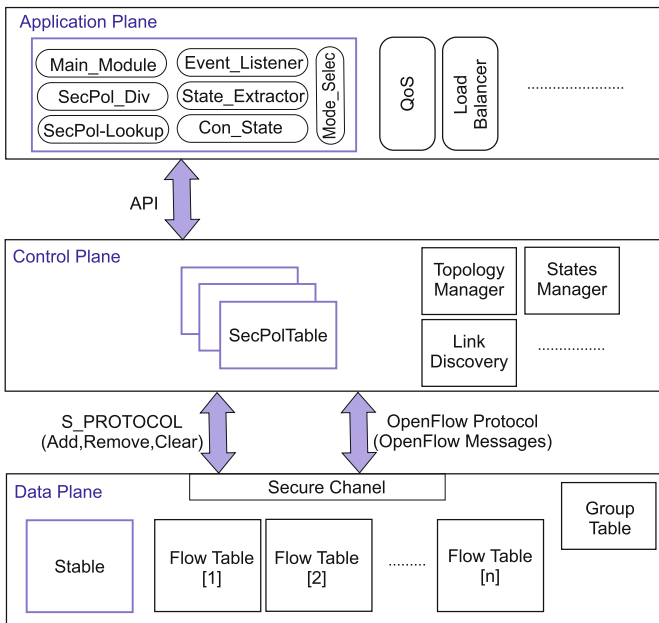 Application Plane
Main_Module
Event_Listener
SecPol_Div
State_Extractor
SecPol-Lookup
Con_State
Mode_Selec
QoS
Load
Balancer
API
Control Plane
SecPolTable
Topology
Manager
States
Manager
Link
Discovery
S_PROTOCOL
(Add,Remove,Clear)
OpenFlow Protocol
(OpenFlow Messages)
Data Plane
Secure Chanel
Group
Table
Stable
Flow Table
[1]
Flow Table
[2]
Flow Table
[n]